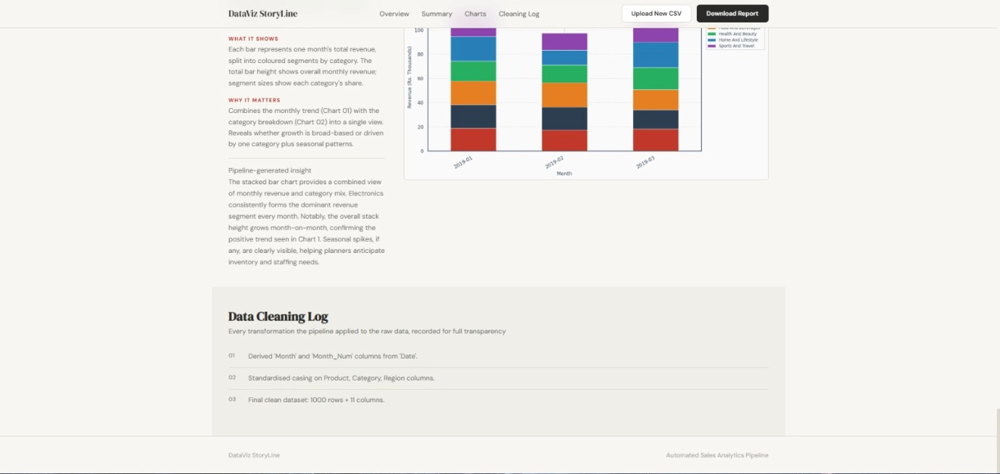 DataViz StoryLine
Overview Summary Charts Cleaning Log
Upload New CSV Download Report
WHAT IT SHOWS
Each bar represents one month's total revenue,
split into coloured segments by category. The
total bar height shows overall monthly revenue;
segment sizes show each category's share.
WHY IT MATTERS
Combines the monthly trend (Chart 01) with the
category breakdown (Chart 02) into a single view.
Reveals whether growth is broad-based or driven
by one category plus seasonal patterns.
Pipeline-generated insight
The stacked bar chart provides a combined view
of monthly revenue and category mix. Electronics
consistently forms the dominant revenue
segment every month. Notably, the overall stack
height grows month-on-month, confirming the
positive trend seen in Chart 1. Seasonal spikes, if
any, are clearly visible, helping planners anticipate
inventory and staffing needs.
Revenue (Rs. Thousands)
100
80
60
40
20
0
2019-01
2019-02
2019-03
Month
Health And Beauty
Home And Lifestyle
Sports And Travel
Data Cleaning Log
Every transformation the pipeline applied to the raw data, recorded for full transparency
01 Derived 'Month' and 'Month_Num' columns from 'Date'.
02 Standardised casing on Product, Category, Region columns.
03 Final clean dataset: 1000 rows × 11 columns.
DataViz StoryLine
Automated Sales Analytics Pipeline